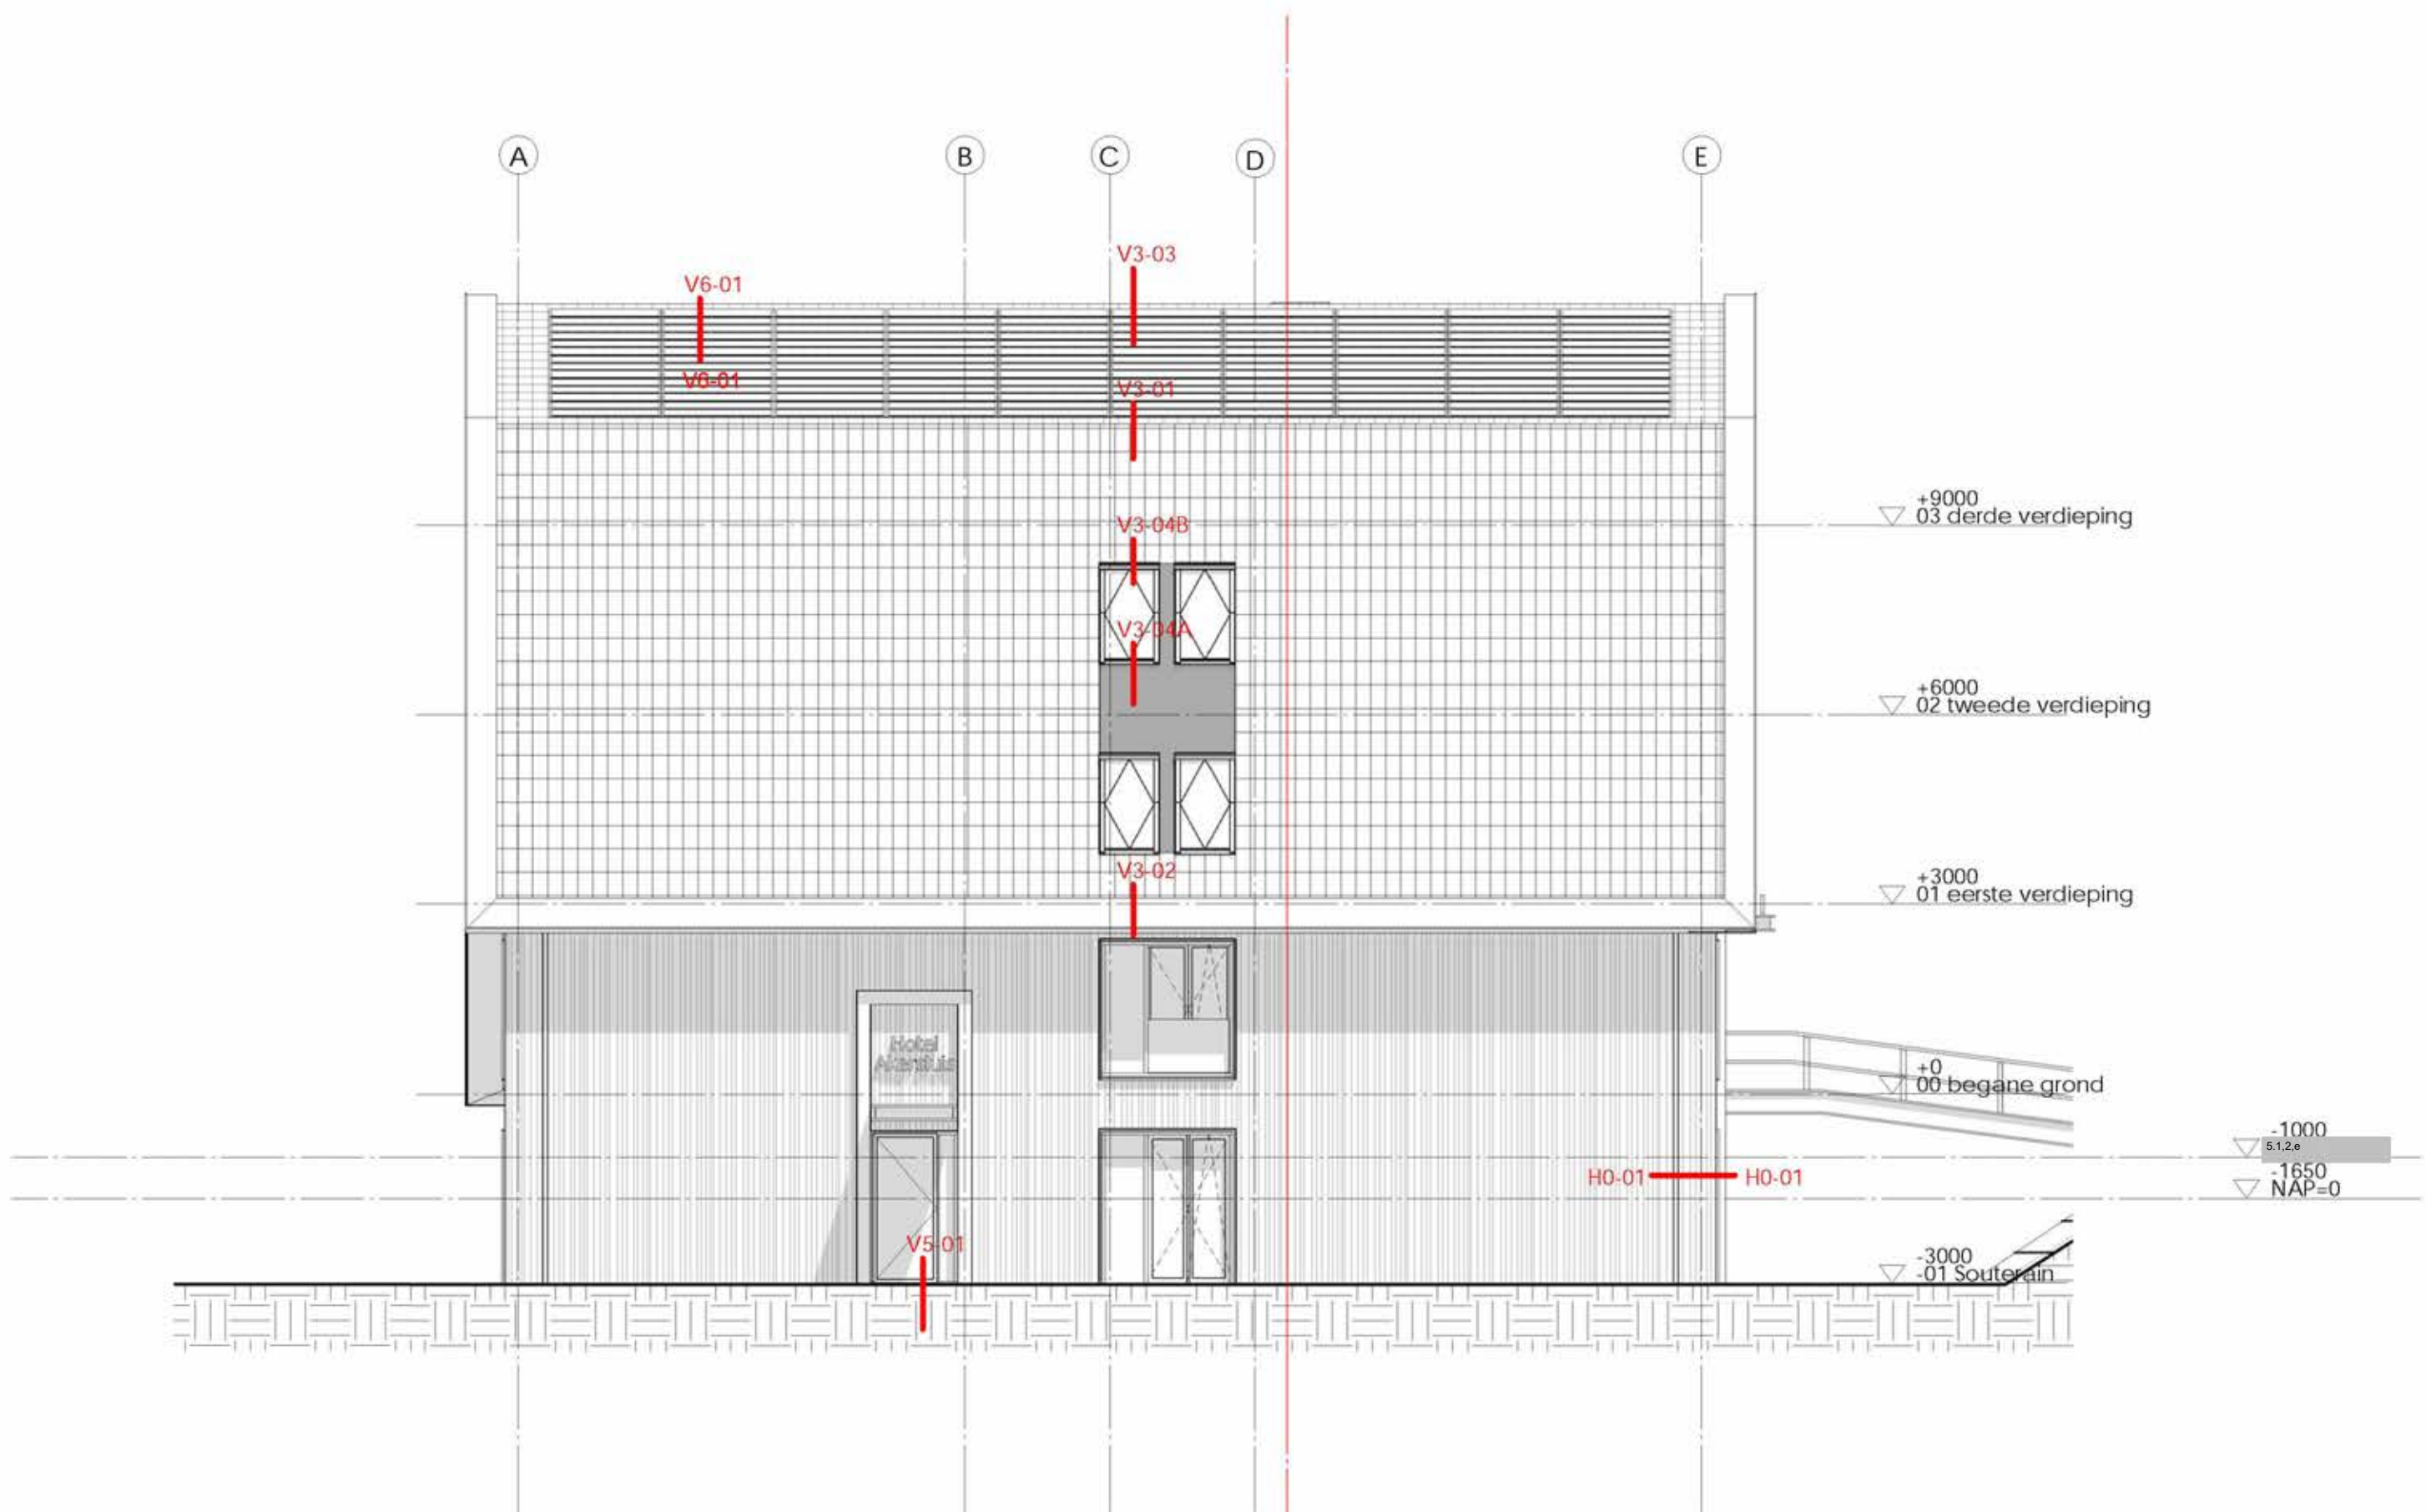 A
B
C
D
E
V3-03
V6-01
V6-01
V3-01
+9000
03 derde verdieping
V3-04B
V3-04A
+6000
02 tweede verdieping
V3-02
+3000
01 eerste verdieping
Hotel
Akersluis
+0
00 begane grond
-1000
5.1,2,e
-1650
NAP=0
H0-01
H0-01
V5-01
-3000
-01 Souterain